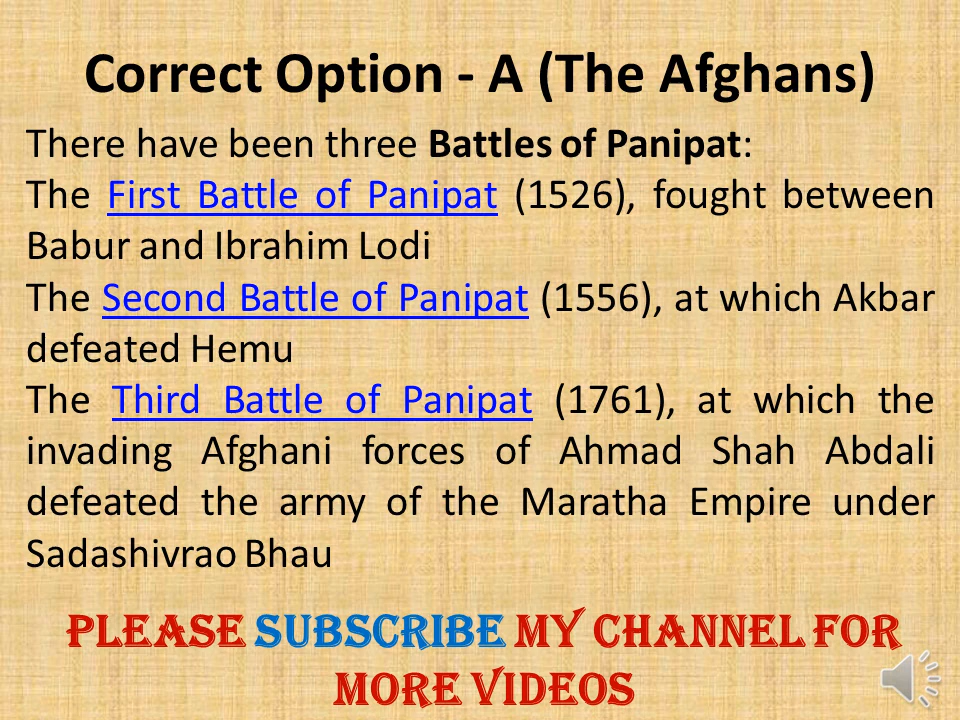 Correct Option - A (The Afghans)
There have been three Battles of Panipat:
The First Battle of Panipat (1526), fought between
Babur and Ibrahim Lodi
The Second Battle of Panipat (1556), at which Akbar
defeated Hemu
The Third Battle of Panipat (1761), at which the
invading Afghani forces of Ahmad Shah Abdali
defeated the army of the Maratha Empire under
Sadashivrao Bhau
PLEASE SUBSCRIBE MY CHANNEL FOR
MORE VIDEOS